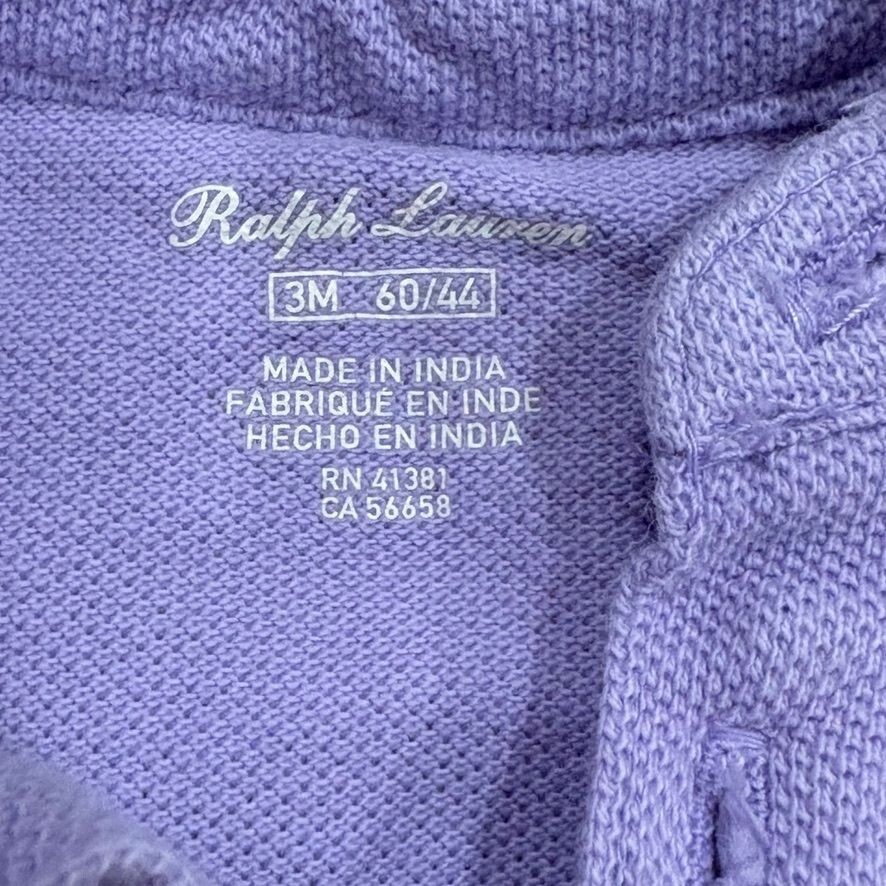 Ralph Lauren
3M 60/44
MADE IN INDIA
FABRIQUÉ EN INDE
HECHO EN INDIA
RN 41381
CA 56658